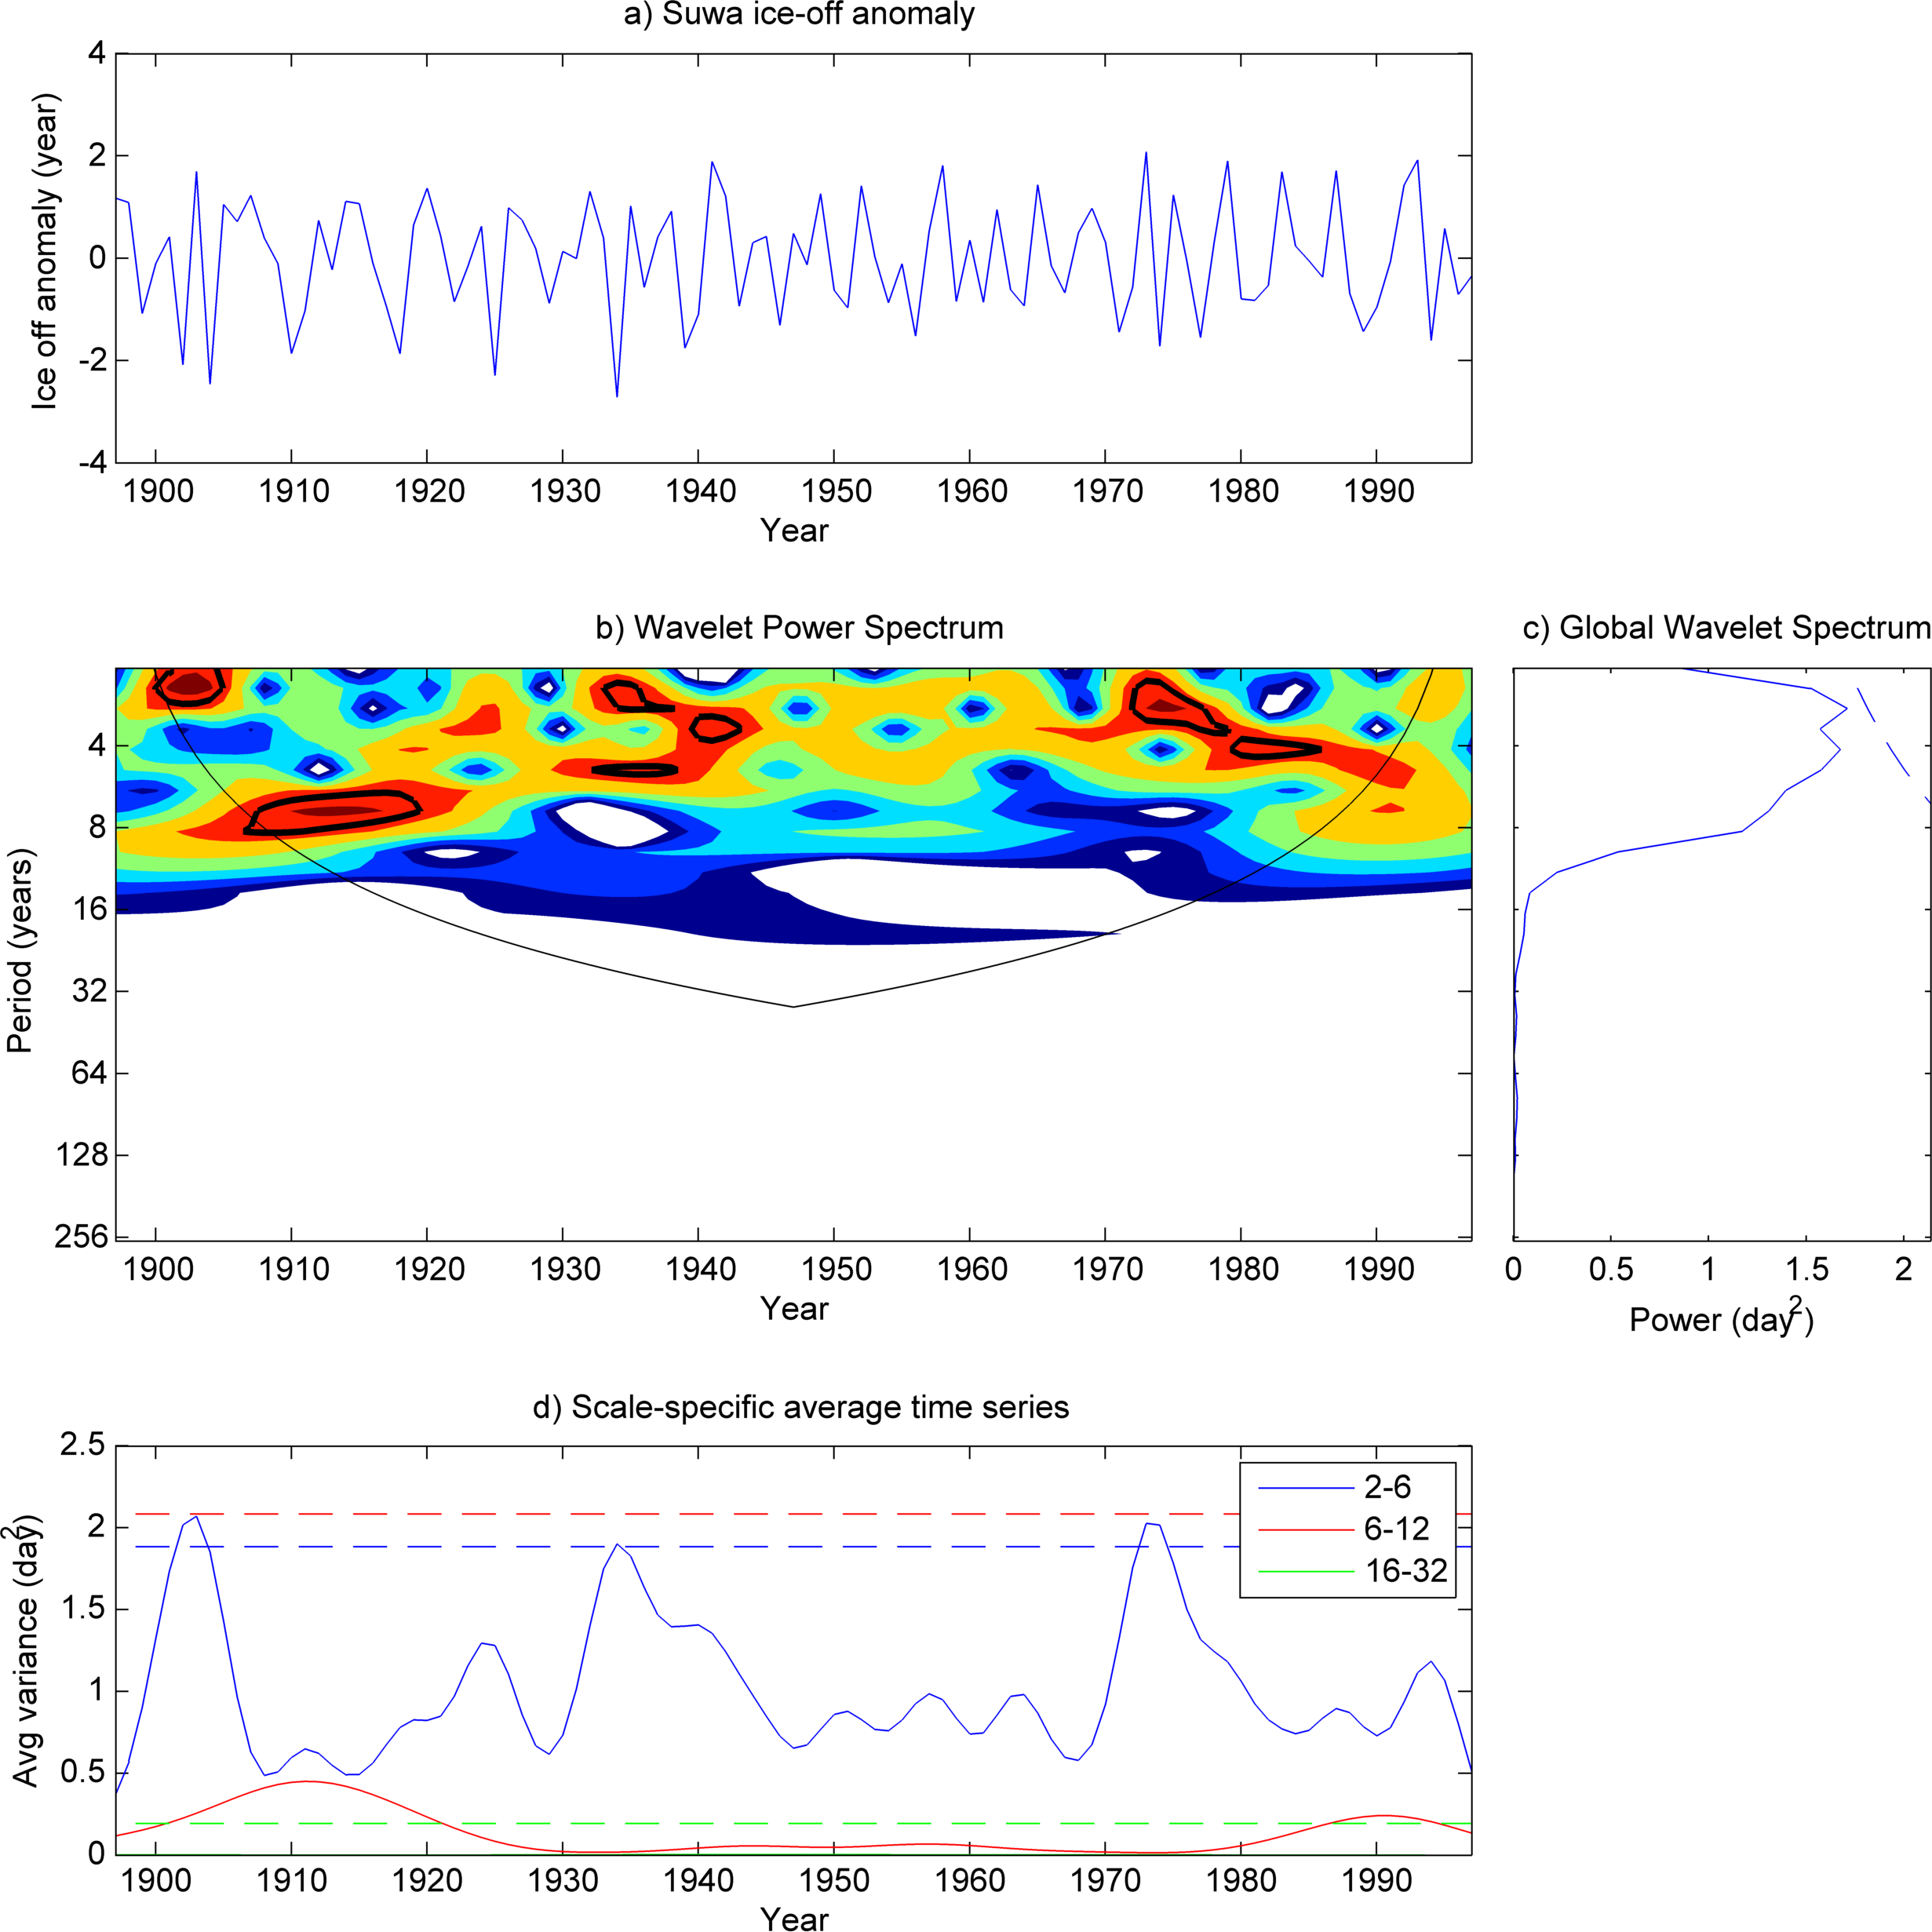 a) Suwa ice-off anomaly
Ice off anomaly (year)
4
2
0
-2
-4
1900 1910 1920 1930 1940 1950 1960 1970 1980 1990
Year
b) Wavelet Power Spectrum
Period (years)
4
8
16
32
64
128
256
1900 1910 1920 1930 1940 1950 1960 1970 1980 1990
Year
c) Global Wavelet Spectrum
0 0.5 1 1.5 2
Power (day²)
d) Scale-specific average time series
Avg variance (day²)
2.5
2
1.5
1
0.5
0
2-6
6-12
16-32
1900 1910 1920 1930 1940 1950 1960 1970 1980 1990
Year